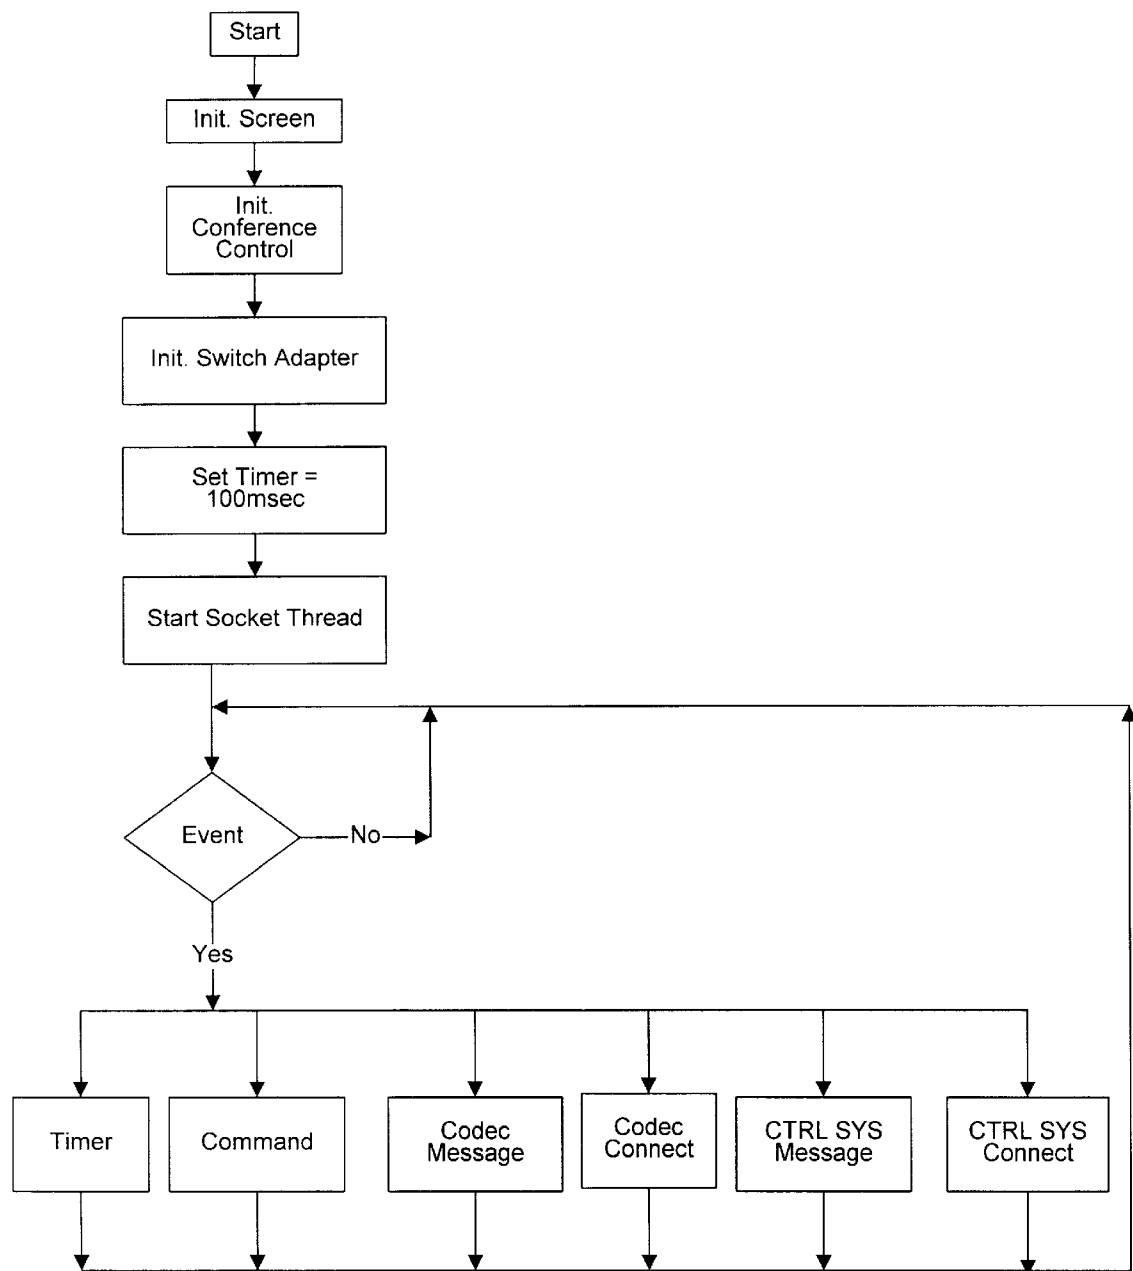 Start
Init. Screen
Init.
Conference
Control
Init. Switch Adapter
Set Timer =
100msec
Start Socket Thread
Event
No
Yes
Timer
Command
Codec
Message
Codec
Connect
CTRL SYS
Message
CTRL SYS
Connect